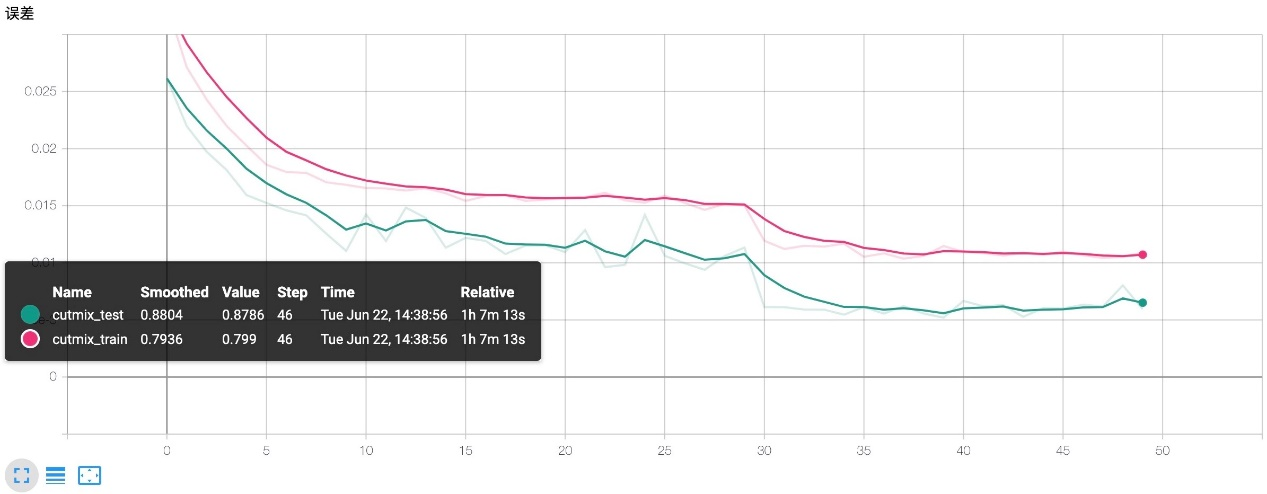 误差
0.025
0.02
0.015
0.01
Name Smoothed Value Step Time Relative
cutmix_test 0.8804 0.8786 46 Tue Jun 22, 14:38:56 1h 7m 13s
cutmix_train 0.7936 0.799 46 Tue Jun 22, 14:38:56 1h 7m 13s
0
0 5 10 15 20 25 30 35 40 45 50